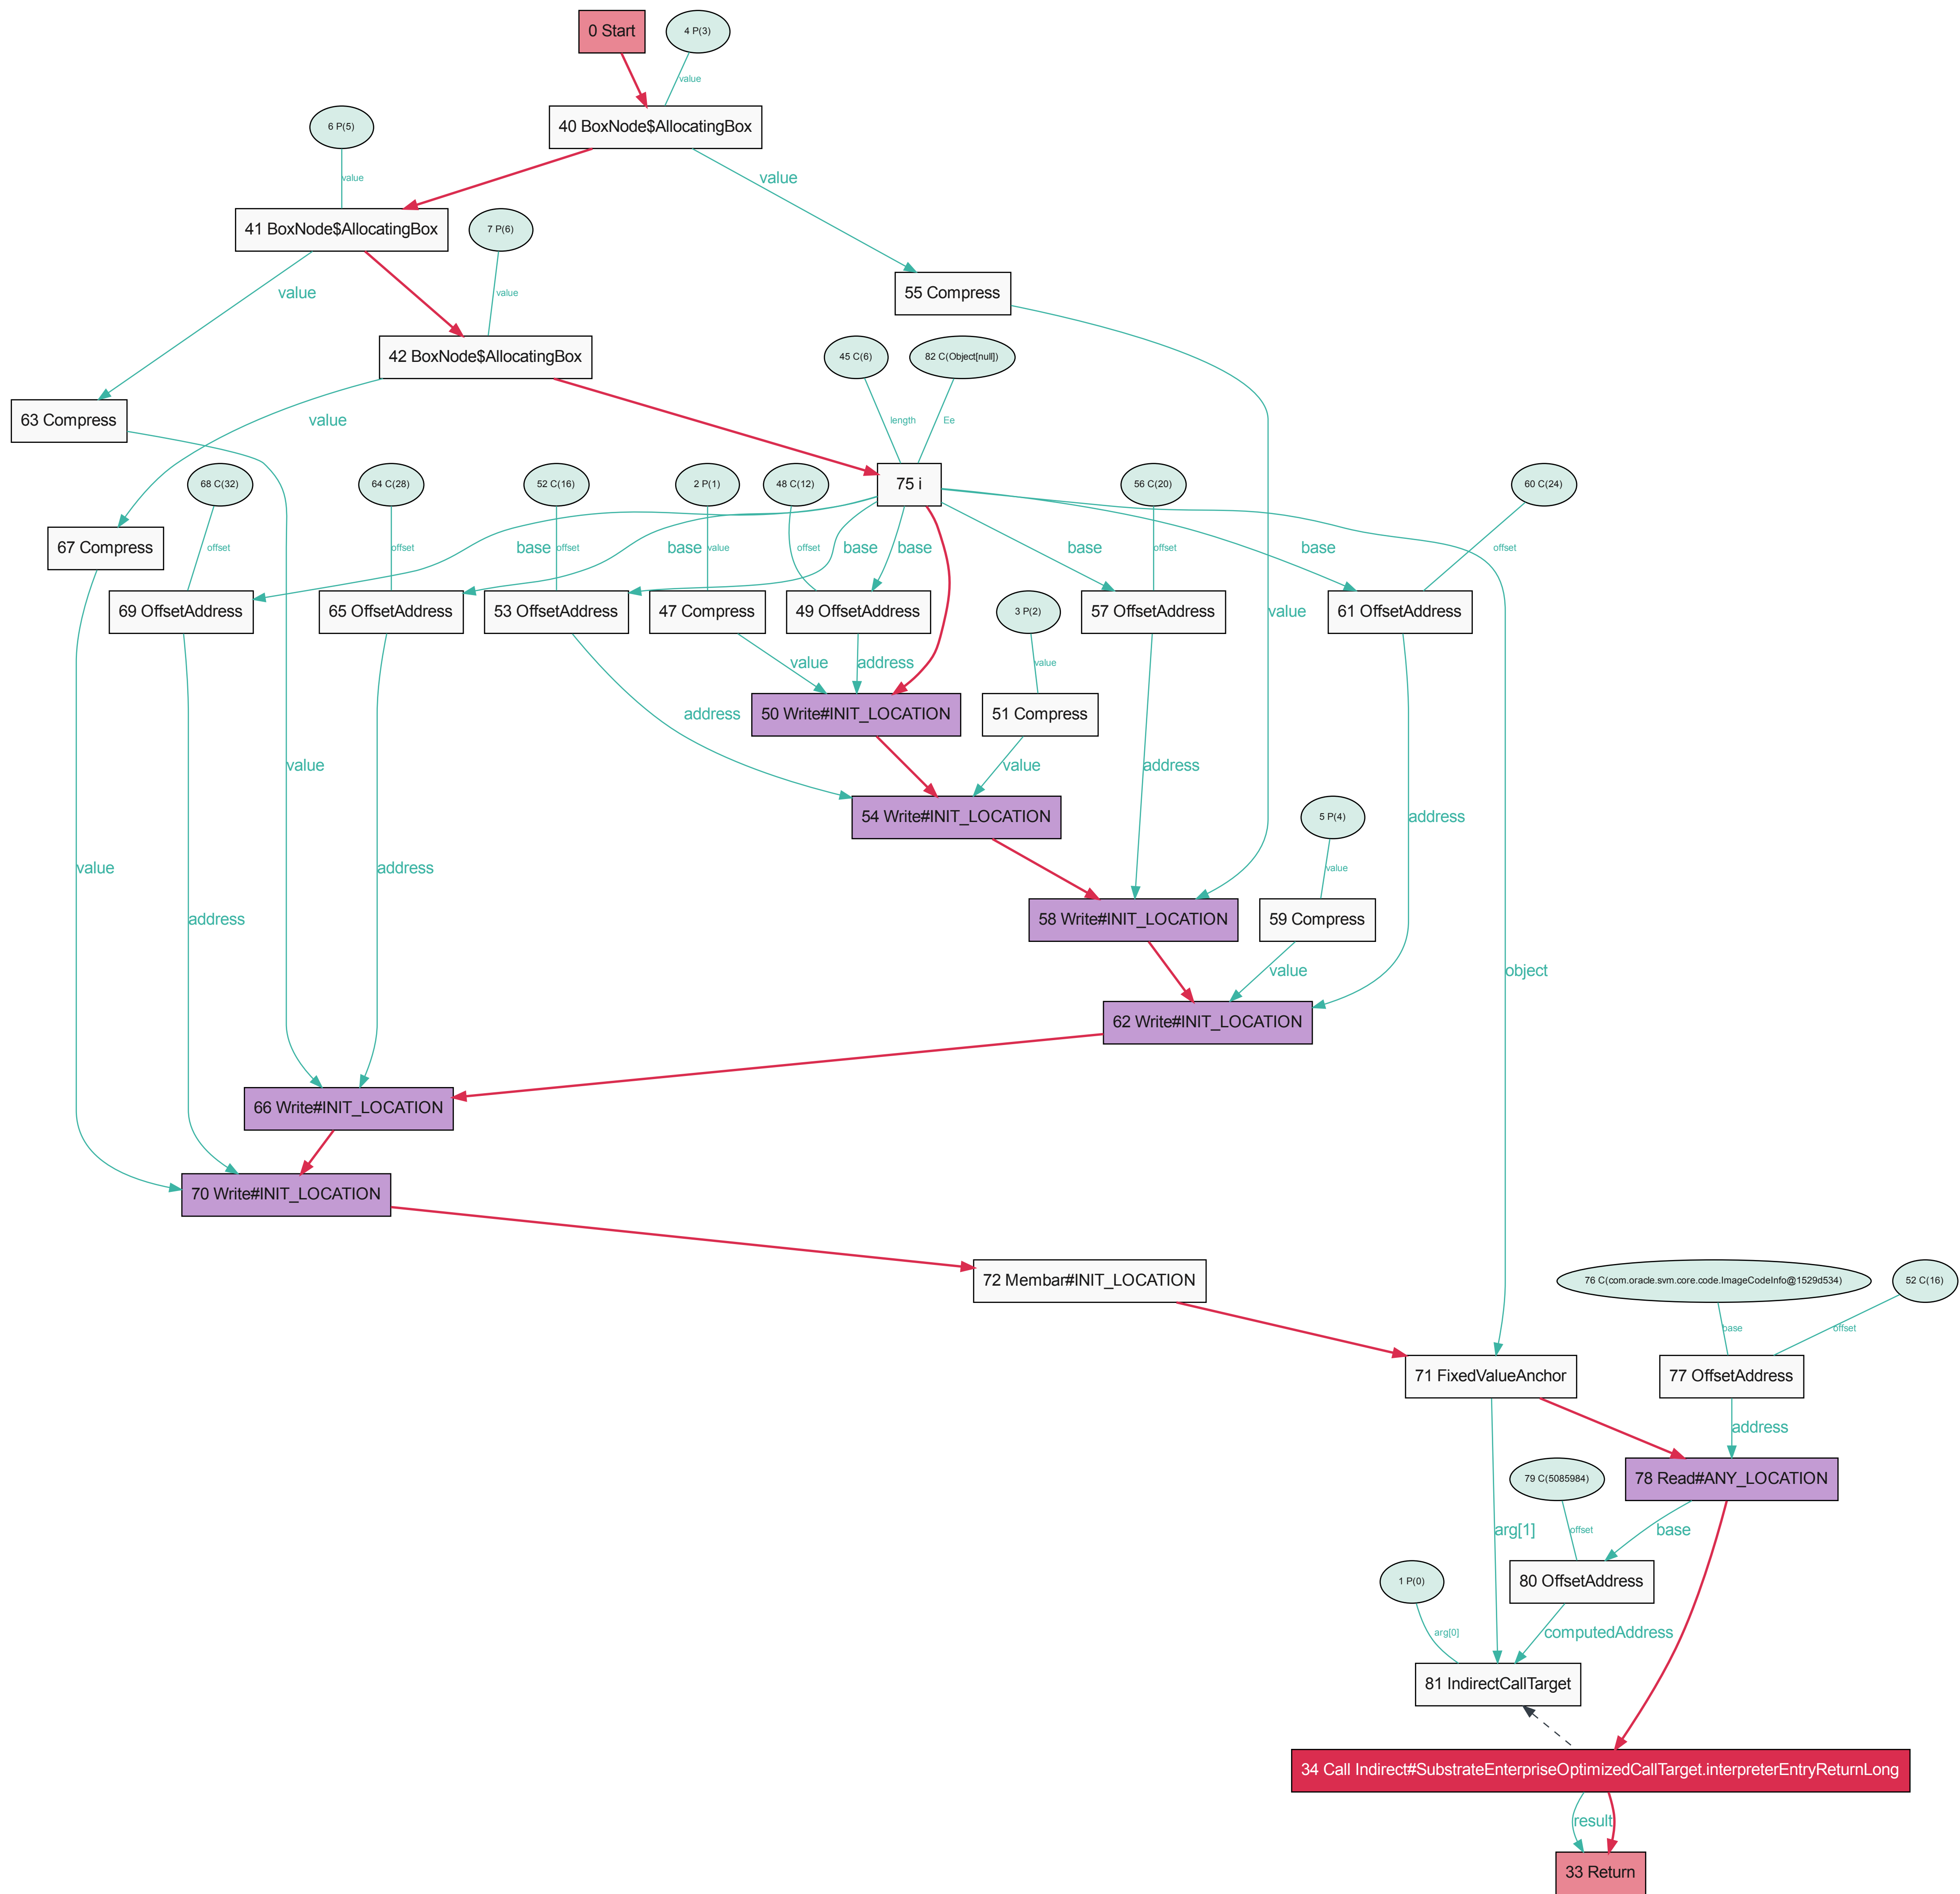 0 Start
4 P(3)
value
6 P(5)
40 BoxNode$AllocatingBox
value
value
41 BoxNode$AllocatingBox
7 P(6)
value
value
55 Compress
42 BoxNode$AllocatingBox
45 C(6)
82 C(Object[null])
63 Compress
value
length
Ee
68 C(32)
64 C(28)
52 C(16)
2 P(1)
48 C(12)
75 i
56 C(20)
60 C(24)
67 Compress
offset
base
offset
base
offset
base
value
offset
base
base
offset
base
offset
69 OffsetAddress
65 OffsetAddress
53 OffsetAddress
47 Compress
49 OffsetAddress
3 P(2)
57 OffsetAddress
value
61 OffsetAddress
value
address
value
50 Write#INIT_LOCATION
51 Compress
address
value
value
address
54 Write#INIT_LOCATION
5 P(4)
address
value
address
value
address
58 Write#INIT_LOCATION
59 Compress
value
object
62 Write#INIT_LOCATION
66 Write#INIT_LOCATION
70 Write#INIT_LOCATION
72 Membar#INIT_LOCATION
76 C(com.oracle.svm.core.code.ImageCodeInfo@1529d534)
52 C(16)
base
offset
71 FixedValueAnchor
77 OffsetAddress
address
79 C(5085984)
78 Read#ANY_LOCATION
arg[1]
offset
base
1 P(0)
80 OffsetAddress
arg[0]
computedAddress
81 IndirectCallTarget
34 Call Indirect#SubstrateEnterpriseOptimizedCallTarget.interpreterEntryReturnLong
result
33 Return